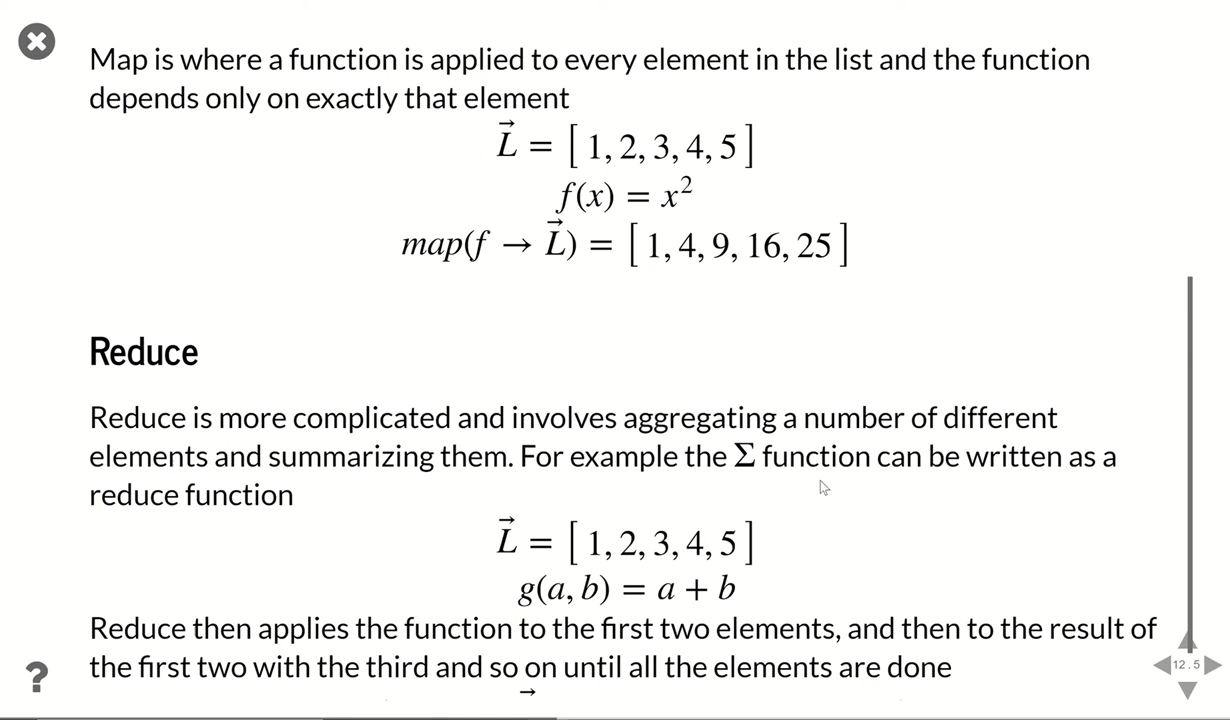 Map is where a function is applied to every element in the list and the function
depends only on exactly that element
L⃗ = [ 1, 2, 3, 4, 5 ]
f(x) = x²
map(f → L⃗) = [ 1, 4, 9, 16, 25 ]
Reduce
Reduce is more complicated and involves aggregating a number of different
elements and summarizing them. For example the Σ function can be written as a
reduce function
L⃗ = [ 1, 2, 3, 4, 5 ]
g(a, b) = a + b
Reduce then applies the function to the first two elements, and then to the result of
the first two with the third and so on until all the elements are done
?
12.5